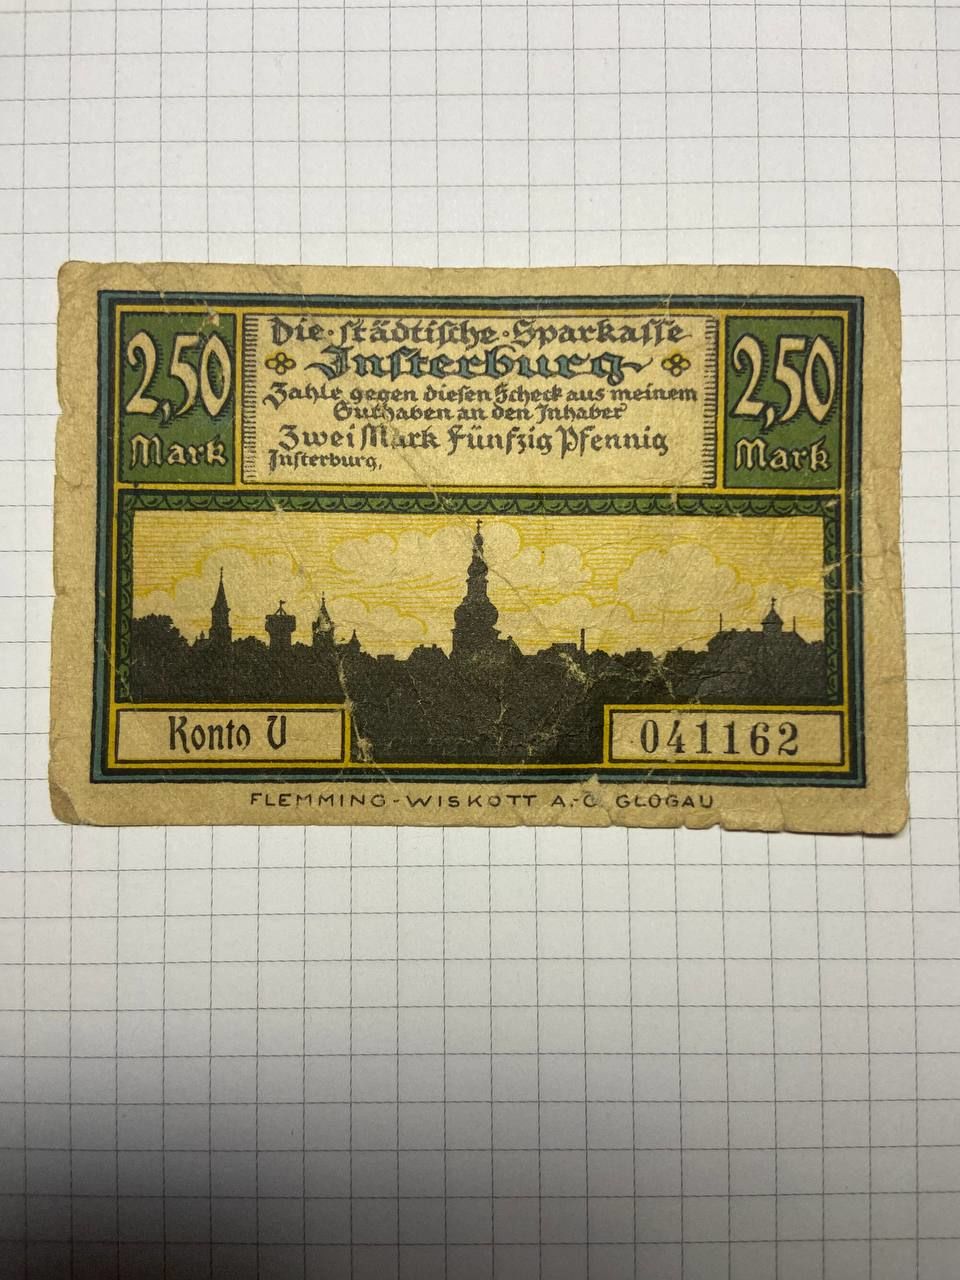 2,50 Mark
Die·städtische·Sparkasse
Insterburg
Zahle gegen diesen Scheck aus meinem
Guthaben an den Inhaber
Zwei Mark Fünfzig Pfennig
Insterburg,
2,50 Mark
Konto V
041162
FLEMMING-WISKOTT A.-G. GLOGAU